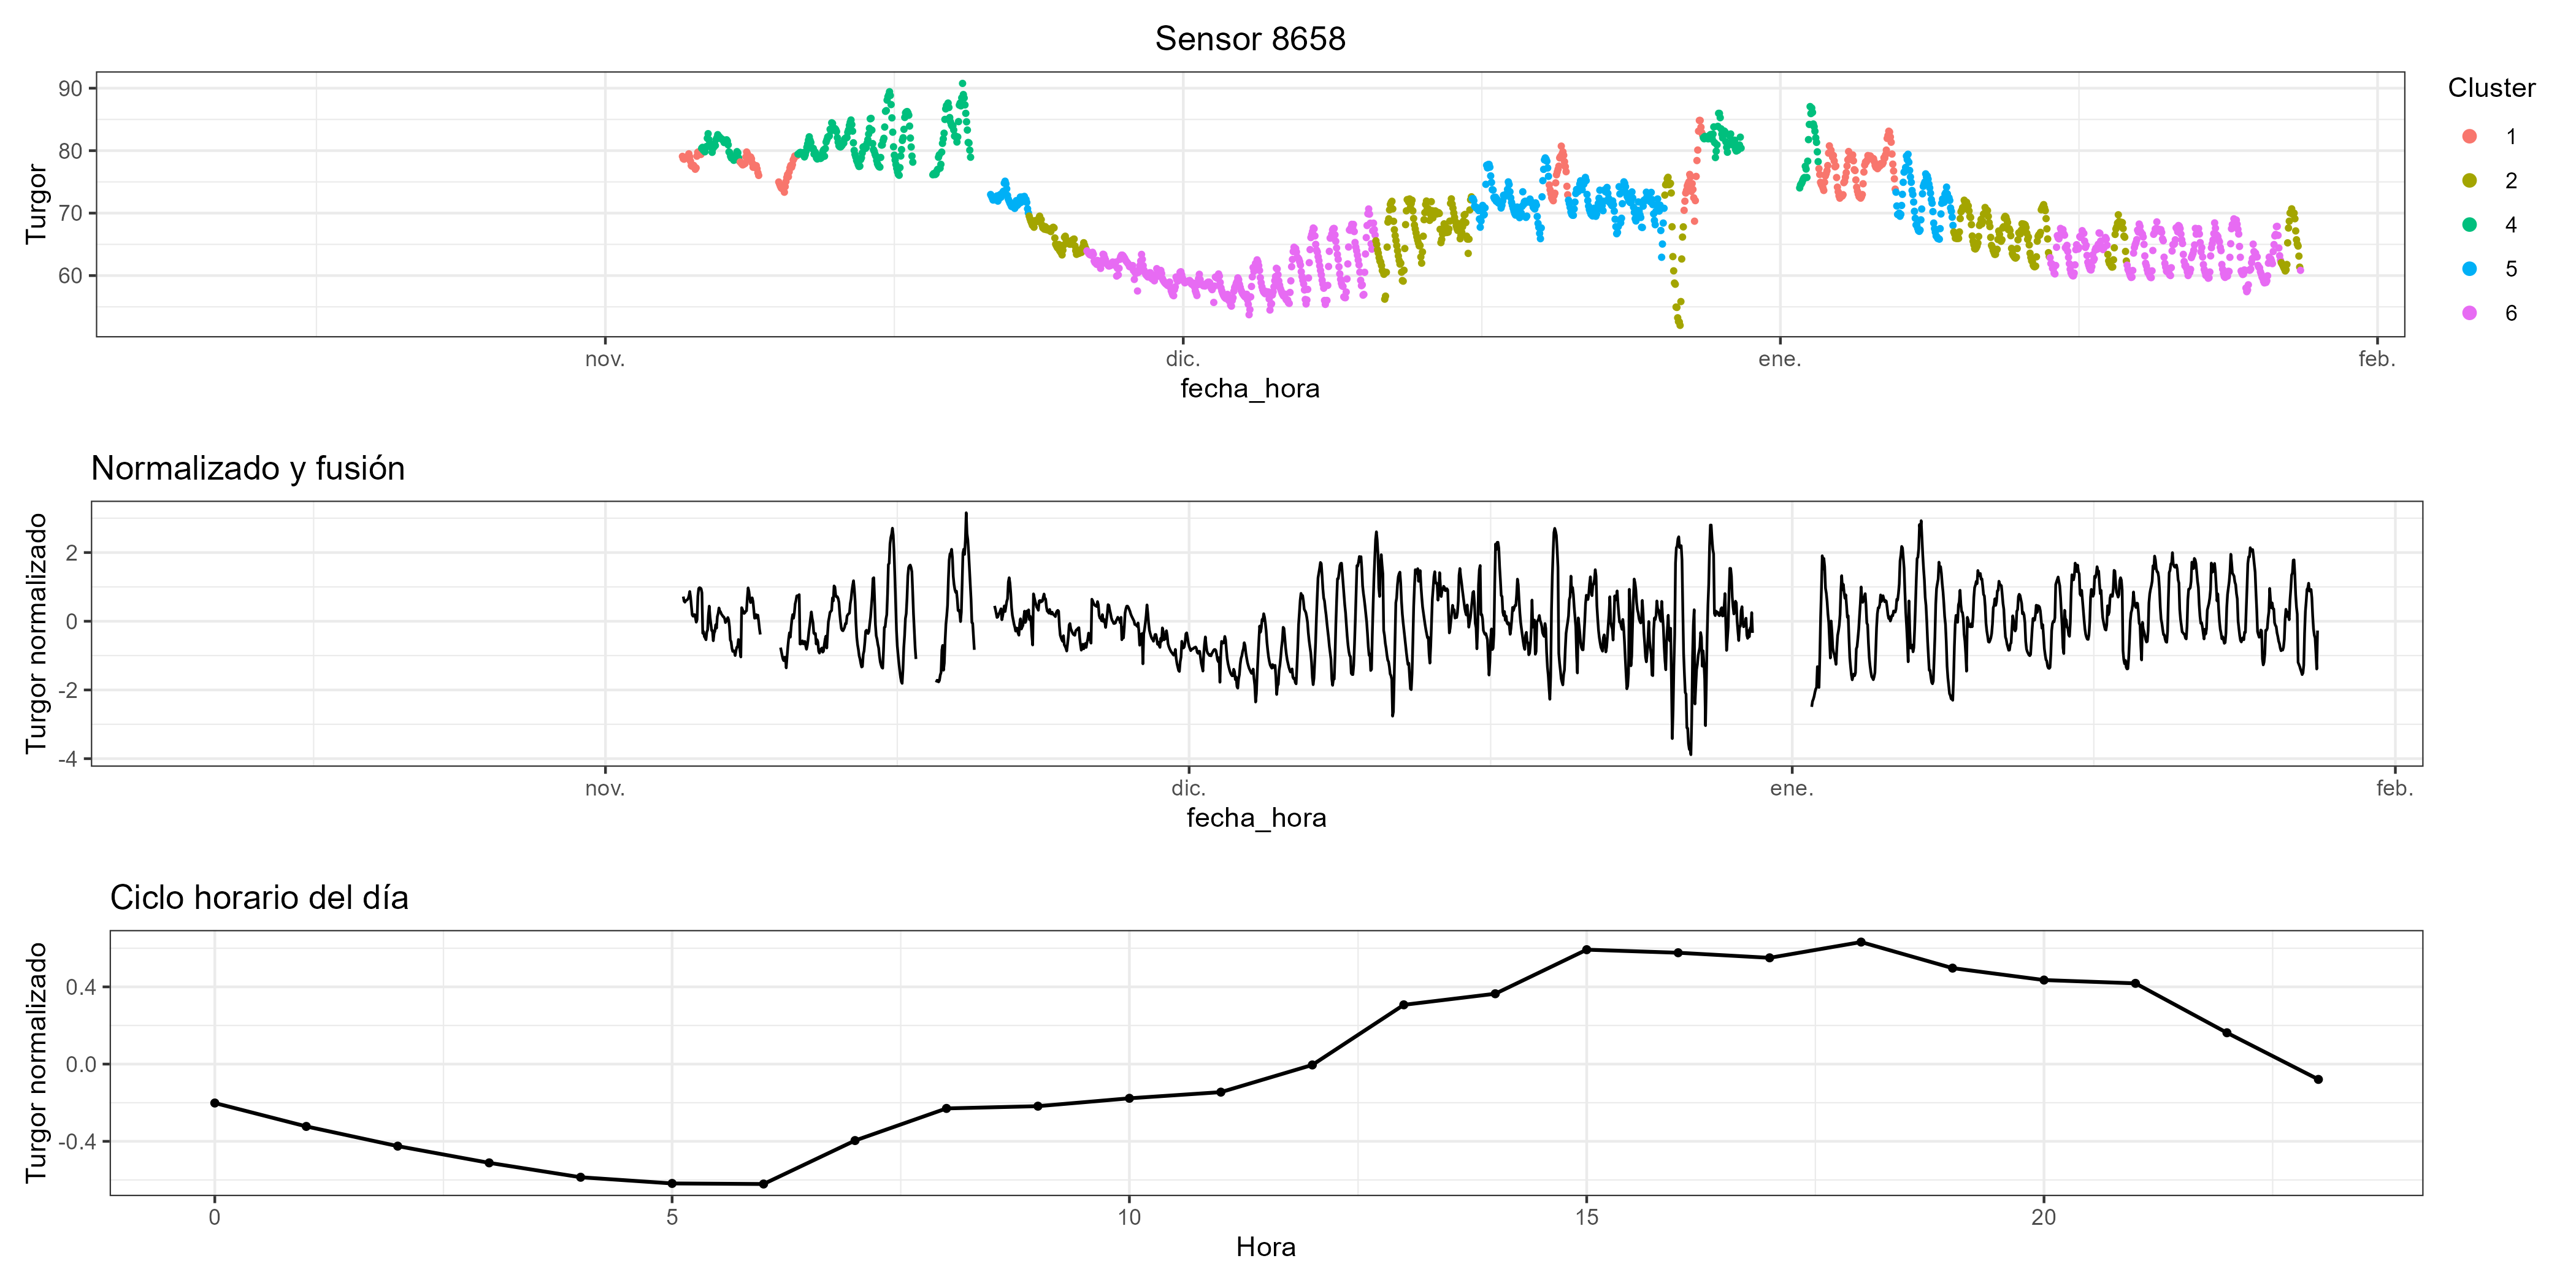 Sensor 8658
90
80
70
60
Turgor
nov.
dic.
ene.
feb.
fecha_hora
Cluster
1
2
4
5
6
Normalizado y fusión
2
0
-2
-4
Turgor normalizado
nov.
dic.
ene.
feb.
fecha_hora
Ciclo horario del día
0.4
0.0
-0.4
Turgor normalizado
0
5
10
15
20
Hora